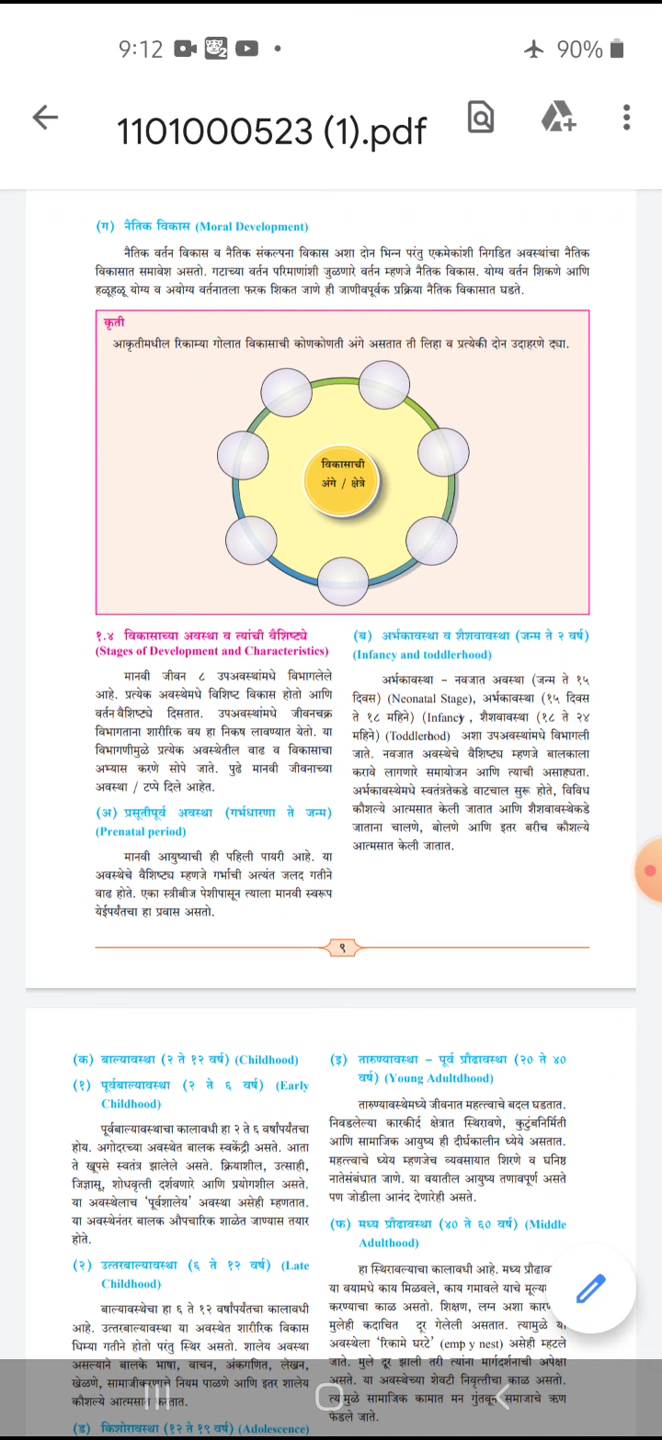 9:12
90%
1101000523 (1).pdf
(ग) नैतिक विकास (Moral Development)
नैतिक वर्तन विकास व नैतिक संकल्पना विकास अशा दोन भिन्न परंतु एकमेकांशी निगडित अवस्थांचा नैतिक
विकासात समावेश असतो. गटाच्या वर्तन परिमाणांशी जुळणारे वर्तन म्हणजे नैतिक विकास. योग्य वर्तन शिकणे आणि
हळूहळू योग्य व अयोग्य वर्तनातला फरक शिकत जाणे ही जाणीवपूर्वक प्रक्रिया नैतिक विकासात घडते.
कृती
आकृतीमधील रिकाम्या गोलात विकासाची कोणकोणती अंगे असतात ती लिहा व प्रत्येकी दोन उदाहरणे द्या.
विकासाची
अंगे / क्षेत्रे
१.४ विकासाच्या अवस्था व त्यांची वैशिष्ट्ये
(Stages of Development and Characteristics)
मानवी जीवन ८ उपअवस्थांमधे विभागलेले
आहे. प्रत्येक अवस्थेमधे विशिष्ट विकास होतो आणि
वर्तन वैशिष्ट्ये दिसतात. उपअवस्थांमधे जीवनचक्र
विभागताना शारीरिक वय हा निकष लावण्यात येतो. या
विभागणीमुळे प्रत्येक अवस्थेतील वाढ व विकासाचा
अभ्यास करणे सोपे जाते. पुढे मानवी जीवनाच्या
अवस्था / टप्पे दिले आहेत.
(अ) प्रसूतीपूर्व अवस्था (गर्भधारणा ते जन्म)
(Prenatal period)
मानवी आयुष्याची ही पहिली पायरी आहे. या
अवस्थेचे वैशिष्ट्य म्हणजे गर्भाची अत्यंत जलद गतीने
वाढ होते. एका स्त्रीबीज पेशीपासून त्याला मानवी स्वरूप
येईपर्यंतचा हा प्रवास असतो.
(ब) अर्भकावस्था व शैशवावस्था (जन्म ते २ वर्ष)
(Infancy and toddlerhood)
अर्भकावस्था - नवजात अवस्था (जन्म ते १५
दिवस) (Neonatal Stage), अर्भकावस्था (१५ दिवस
ते १८ महिने) (Infancy , शैशवावस्था (१८ ते २४
महिने) (Toddlerhod) अशा उपअवस्थांमधे विभागली
जाते. नवजात अवस्थेचे वैशिष्ट्य म्हणजे बालकाला
करावे लागणारे समायोजन आणि त्याची असाह्यता.
अर्भकावस्थेमधे स्वतंत्रतेकडे वाटचाल सुरू होते, विविध
कौशल्ये आत्मसात केली जातात आणि शैशवावस्थेकडे
जाताना चालणे, बोलणे आणि इतर बरीच कौशल्ये
आत्मसात केली जातात.
९
(क) बाल्यावस्था (२ ते १२ वर्ष) (Childhood)
(१) पूर्वबाल्यावस्था (२ ते ६ वर्ष) (Early
Childhood)
पूर्वबाल्यावस्थाचा कालावधी हा २ ते ६ वर्षांपर्यंतचा
होय. अगोदरच्या अवस्थेत बालक स्वकेंद्री असते. आता
ते खूपसे स्वतंत्र झालेले असते. क्रियाशील, उत्साही,
जिज्ञासू, शोधवृत्ती दर्शवणारे आणि प्रयोगशील असते.
या अवस्थेलाच 'पूर्वशालेय' अवस्था असेही म्हणतात.
या अवस्थेनंतर बालक औपचारिक शाळेत जाण्यास तयार
होते.
(२) उत्तरबाल्यावस्था (६ ते १२ वर्ष) (Late
Childhood)
बाल्यावस्थेचा हा ६ ते १२ वर्षांपर्यंतचा कालावधी
आहे. उत्तरबाल्यावस्था या अवस्थेत शारीरिक विकास
धिम्या गतीने होतो परंतु स्थिर असतो. शालेय अवस्था
असल्याने बालके भाषा, वाचन, अंकगणित, लेखन,
खेळणे, सामाजीकरणाचे नियम पाळणे आणि इतर शालेय
कौशल्ये आत्मसात करतात.
(ड) किशोरावस्था (१२ ते १९ वर्ष) (Adolescence)
(इ) तारुण्यावस्था - पूर्व प्रौढावस्था (२० ते ४०
वर्ष) (Young Adultdhood)
तारुण्यावस्थेमध्ये जीवनात महत्त्वाचे बदल घडतात.
निवडलेल्या कारकीर्द क्षेत्रात स्थिरावणे, कुटुंबनिर्मिती
आणि सामाजिक आयुष्य ही दीर्घकालीन ध्येये असतात.
महत्त्वाचे ध्येय म्हणजेच व्यवसायात शिरणे व घनिष्ठ
नातेसंबंधात जाणे. या वयातील आयुष्य तणावपूर्ण असते
पण जोडीला आनंद देणारेही असते.
(फ) मध्य प्रौढावस्था (४० ते ६० वर्ष) (Middle
Adulthood)
हा स्थिरावल्याचा कालावधी आहे. मध्य प्रौढाव
या वयामधे काय मिळवले, काय गमावले याचे मूल्या
करण्याचा काळ असतो. शिक्षण, लग्न अशा कार
मुलेही कदाचित दूर गेलेली असतात. त्यामुळे या
अवस्थेला 'रिकामे घरटे' (emp y nest) असेही म्हटले
जाते. मुले दूर झाली तरी त्यांना मार्गदर्शनाची अपेक्षा
असते. या अवस्थेच्या शेवटी निवृत्तीचा काळ असतो.
त्यामुळे सामाजिक कामात मन गुंतवून समाजाचे ऋण
फेडले जाते.